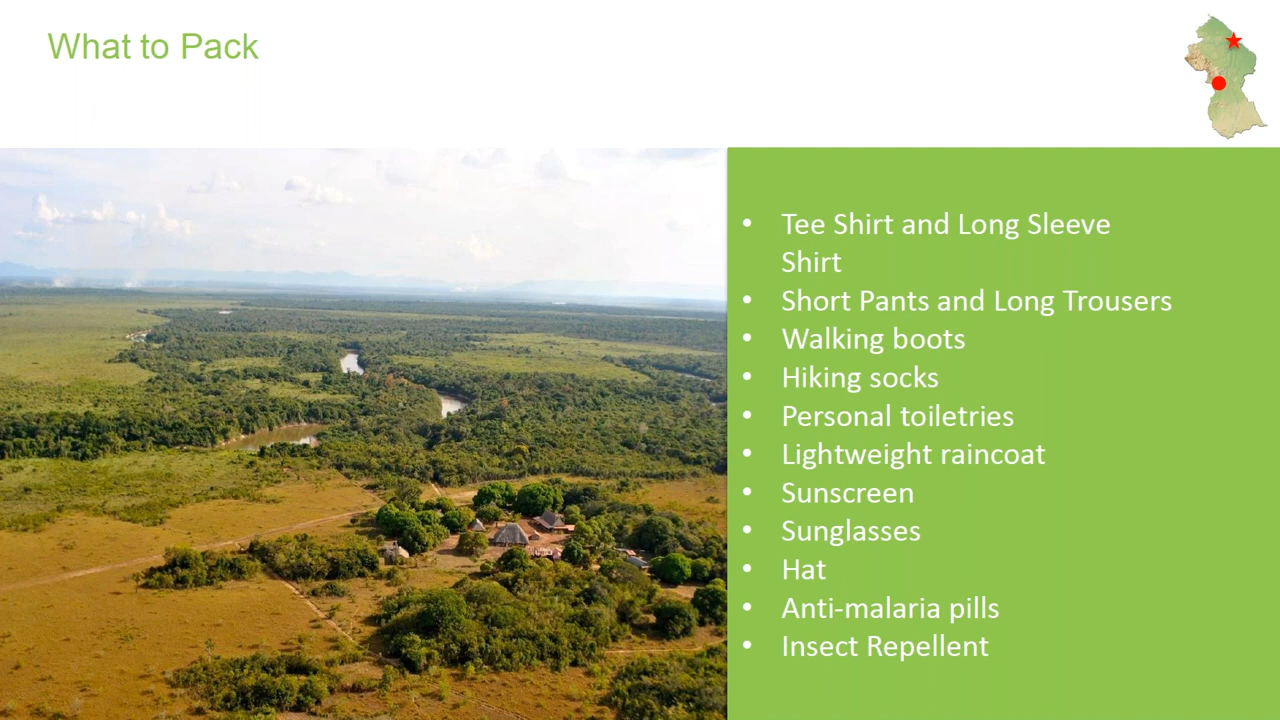 What to Pack
• Tee Shirt and Long Sleeve
Shirt
• Short Pants and Long Trousers
• Walking boots
• Hiking socks
• Personal toiletries
• Lightweight raincoat
• Sunscreen
• Sunglasses
• Hat
• Anti-malaria pills
• Insect Repellent